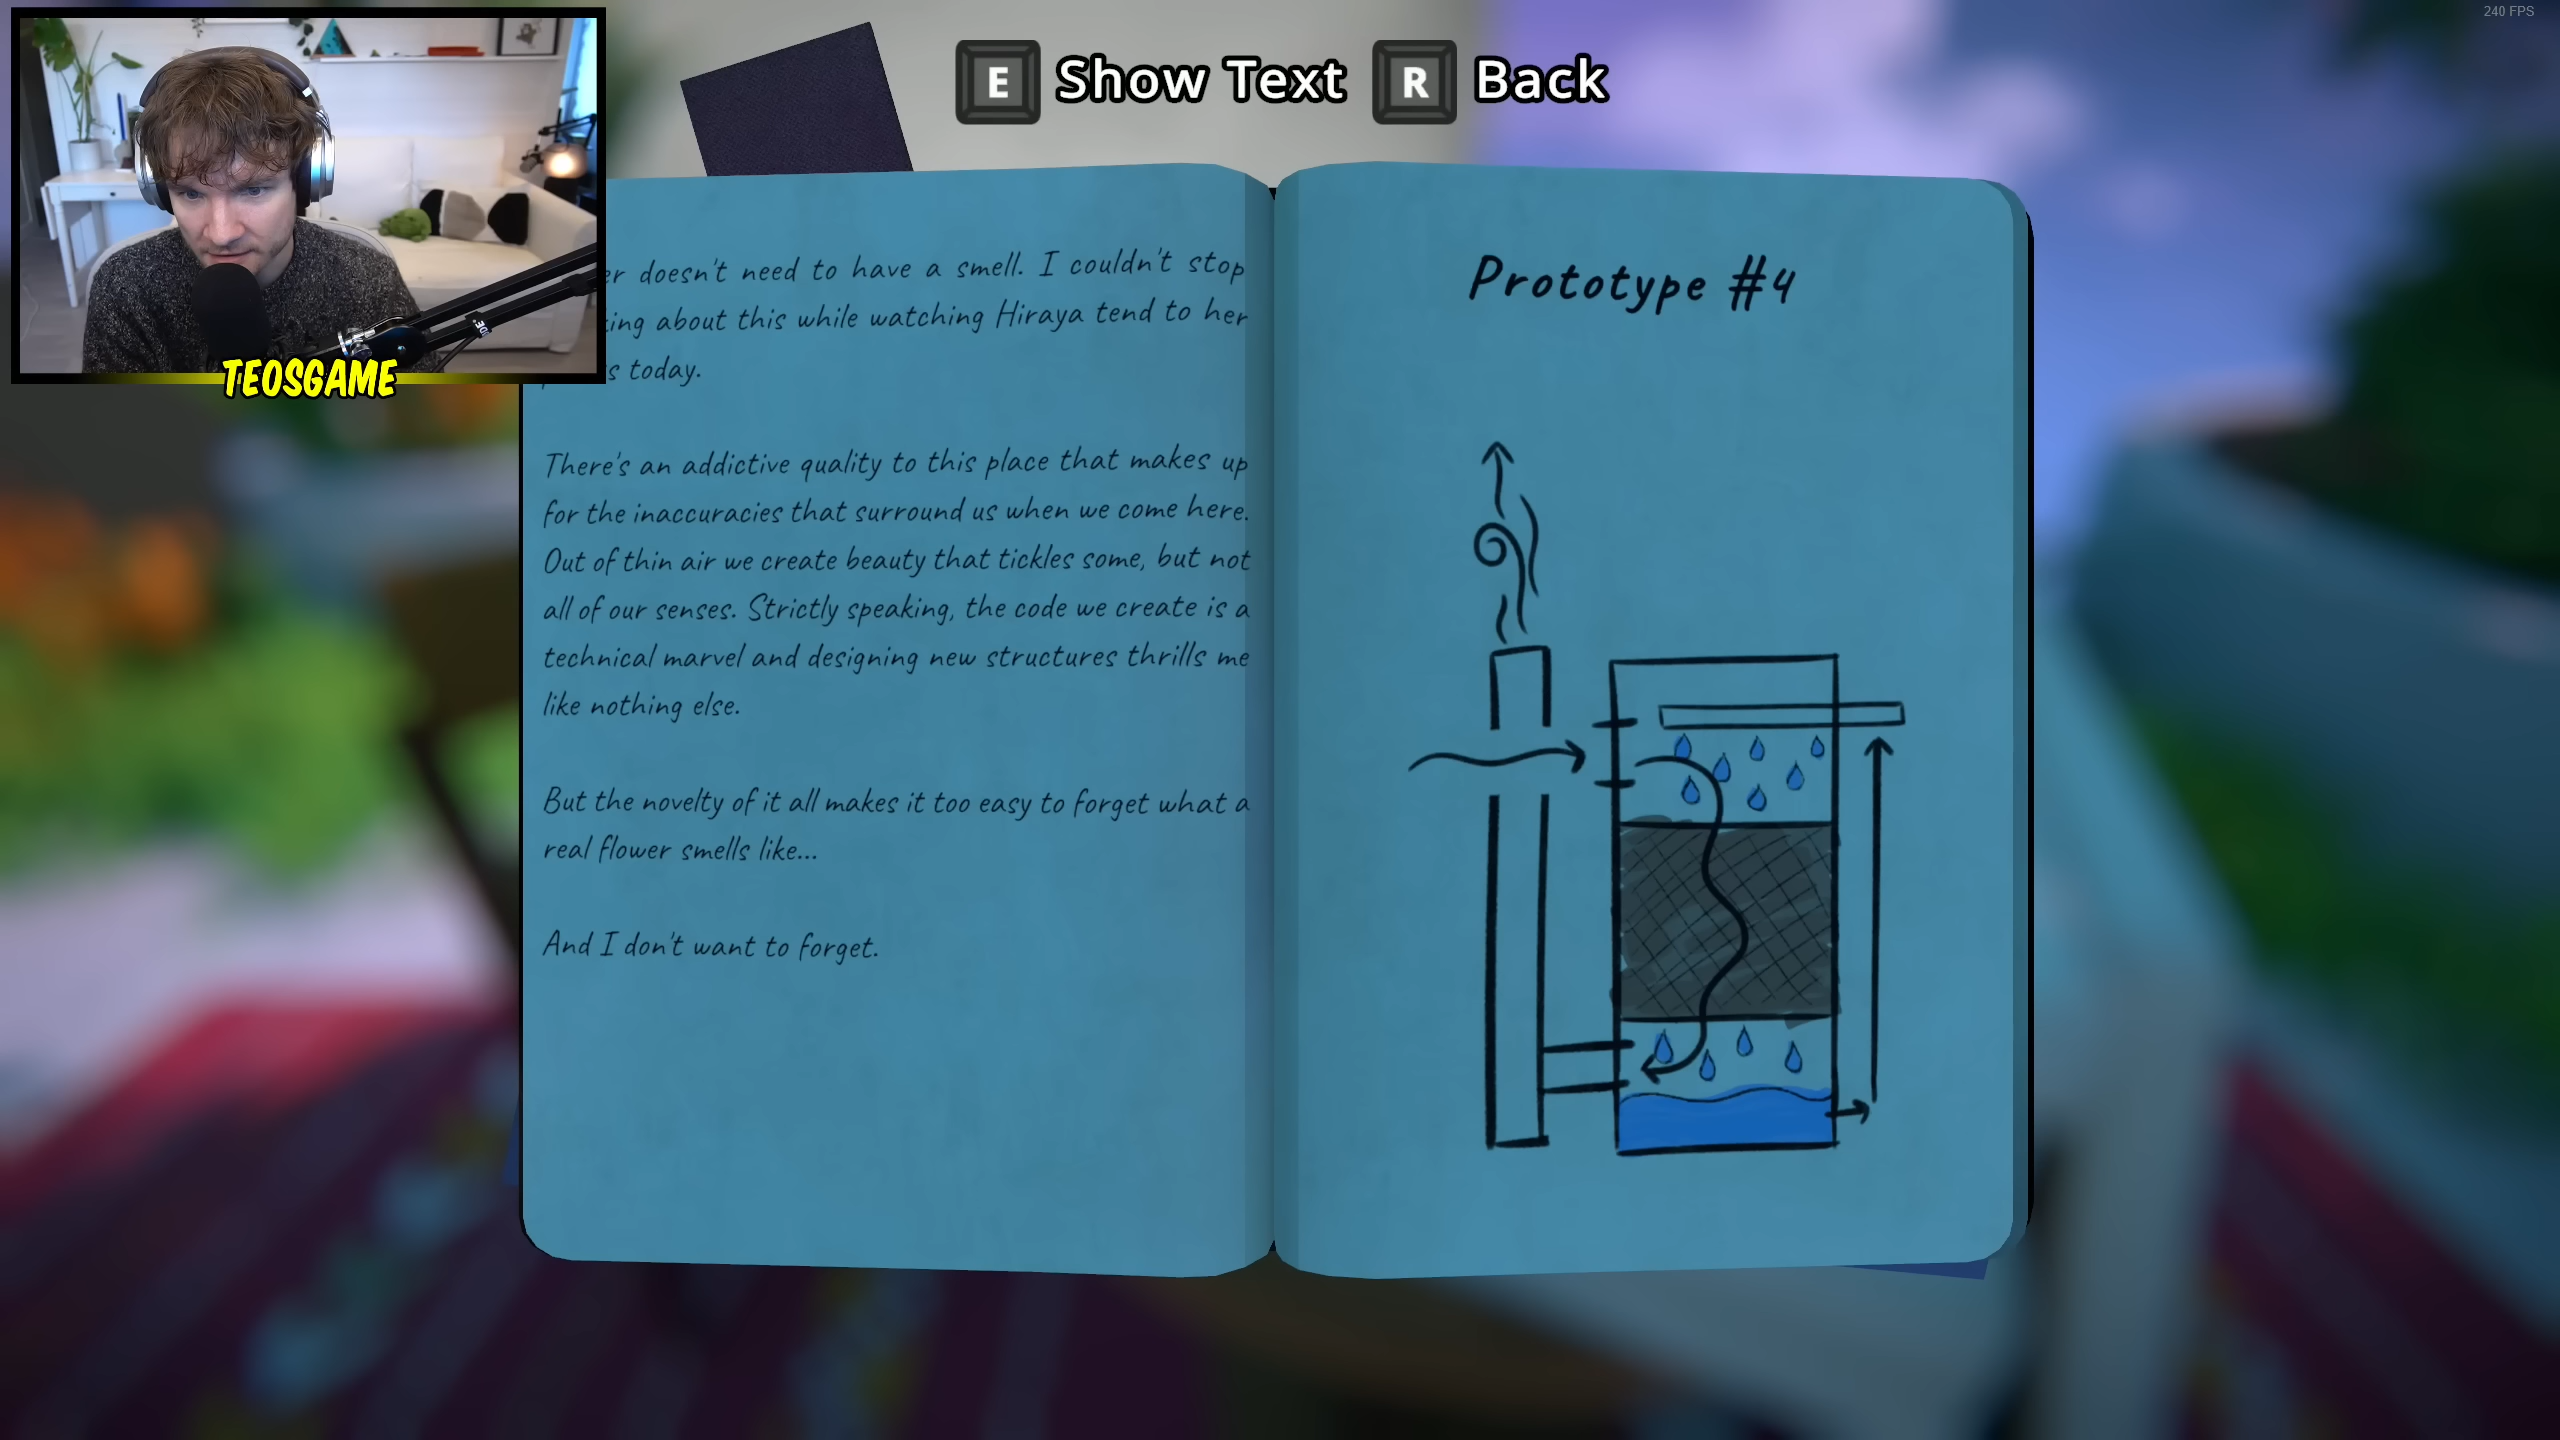 240 FPS
E Show Text R Back
TEOSGAME
doesn't need to have a smell. I couldn't stop
about this while watching Hiraya tend to her
today.
There's an addictive quality to this place that makes up
for the inaccuracies that surround us when we come here.
Out of thin air we create beauty that tickles some, but not
all of our senses. Strictly speaking, the code we create is a
technical marvel and designing new structures thrills me
like nothing else.
But the novelty of it all makes it too easy to forget what a
real flower smells like...
And I don't want to forget.
Prototype #4